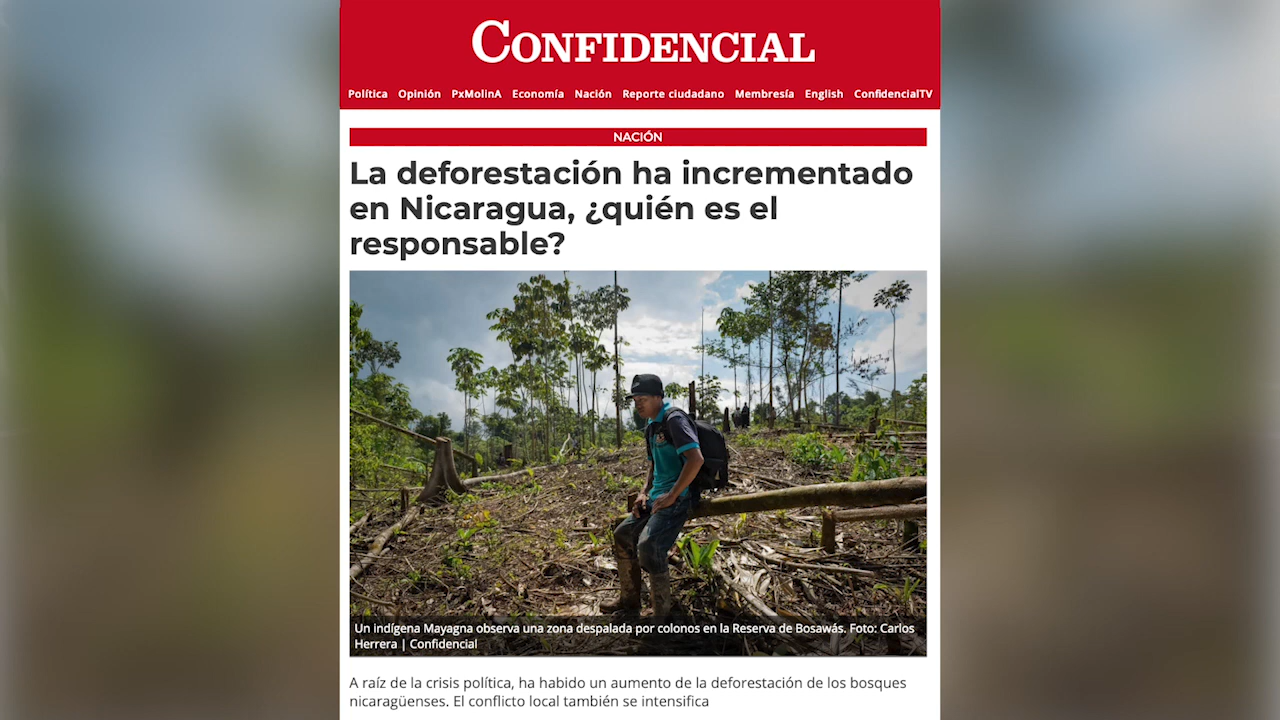 CONFIDENCIAL
Política Opinión PxMolinA Economía Nación Reporte ciudadano Membresía English ConfidencialTV
NACIÓN
La deforestación ha incrementado
en Nicaragua, ¿quién es el
responsable?
Un indígena Mayagna observa una zona despalada por colonos en la Reserva de Bosawás. Foto: Carlos
Herrera | Confidencial
A raíz de la crisis política, ha habido un aumento de la deforestación de los bosques
nicaragüenses. El conflicto local también se intensifica